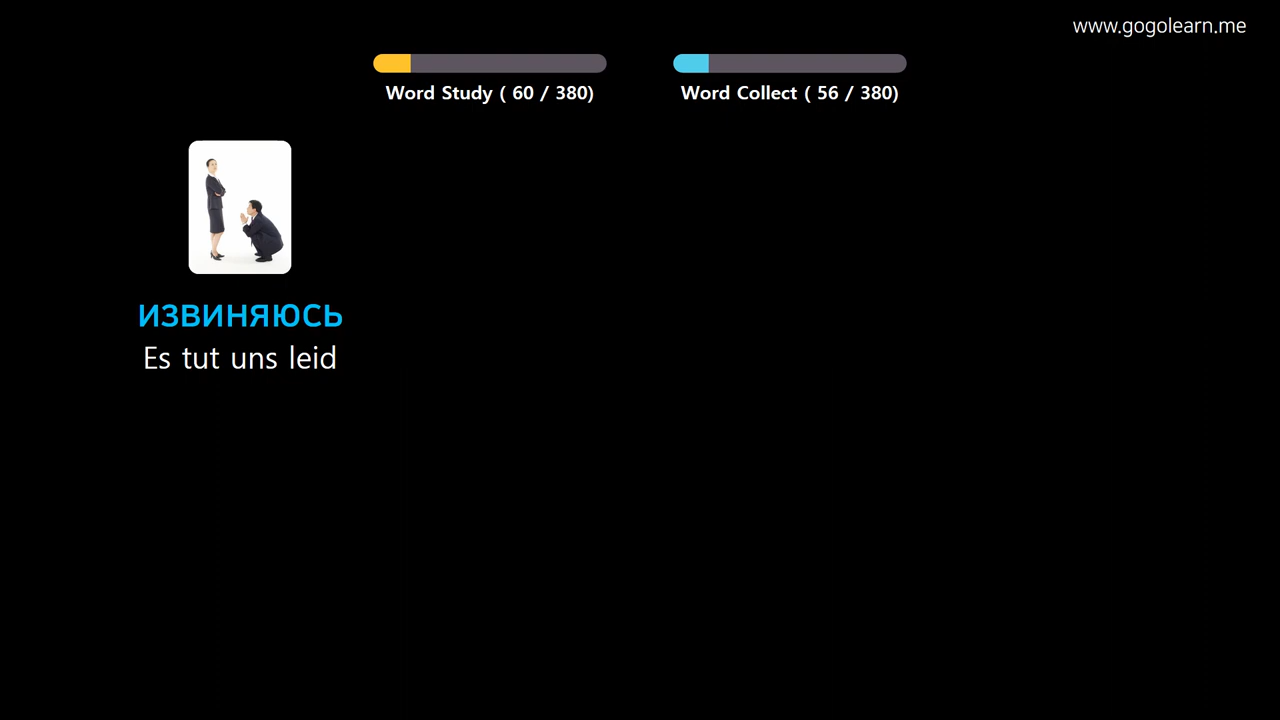 www.gogolearn.me
Word Study ( 60 / 380)
Word Collect ( 56 / 380)
извиняюсь
Es tut uns leid